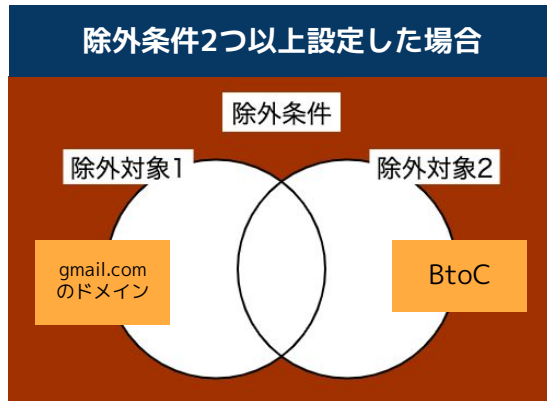 除外条件2つ以上設定した場合
除外条件
除外対象1
除外対象2
gmail.com
のドメイン
BtoC